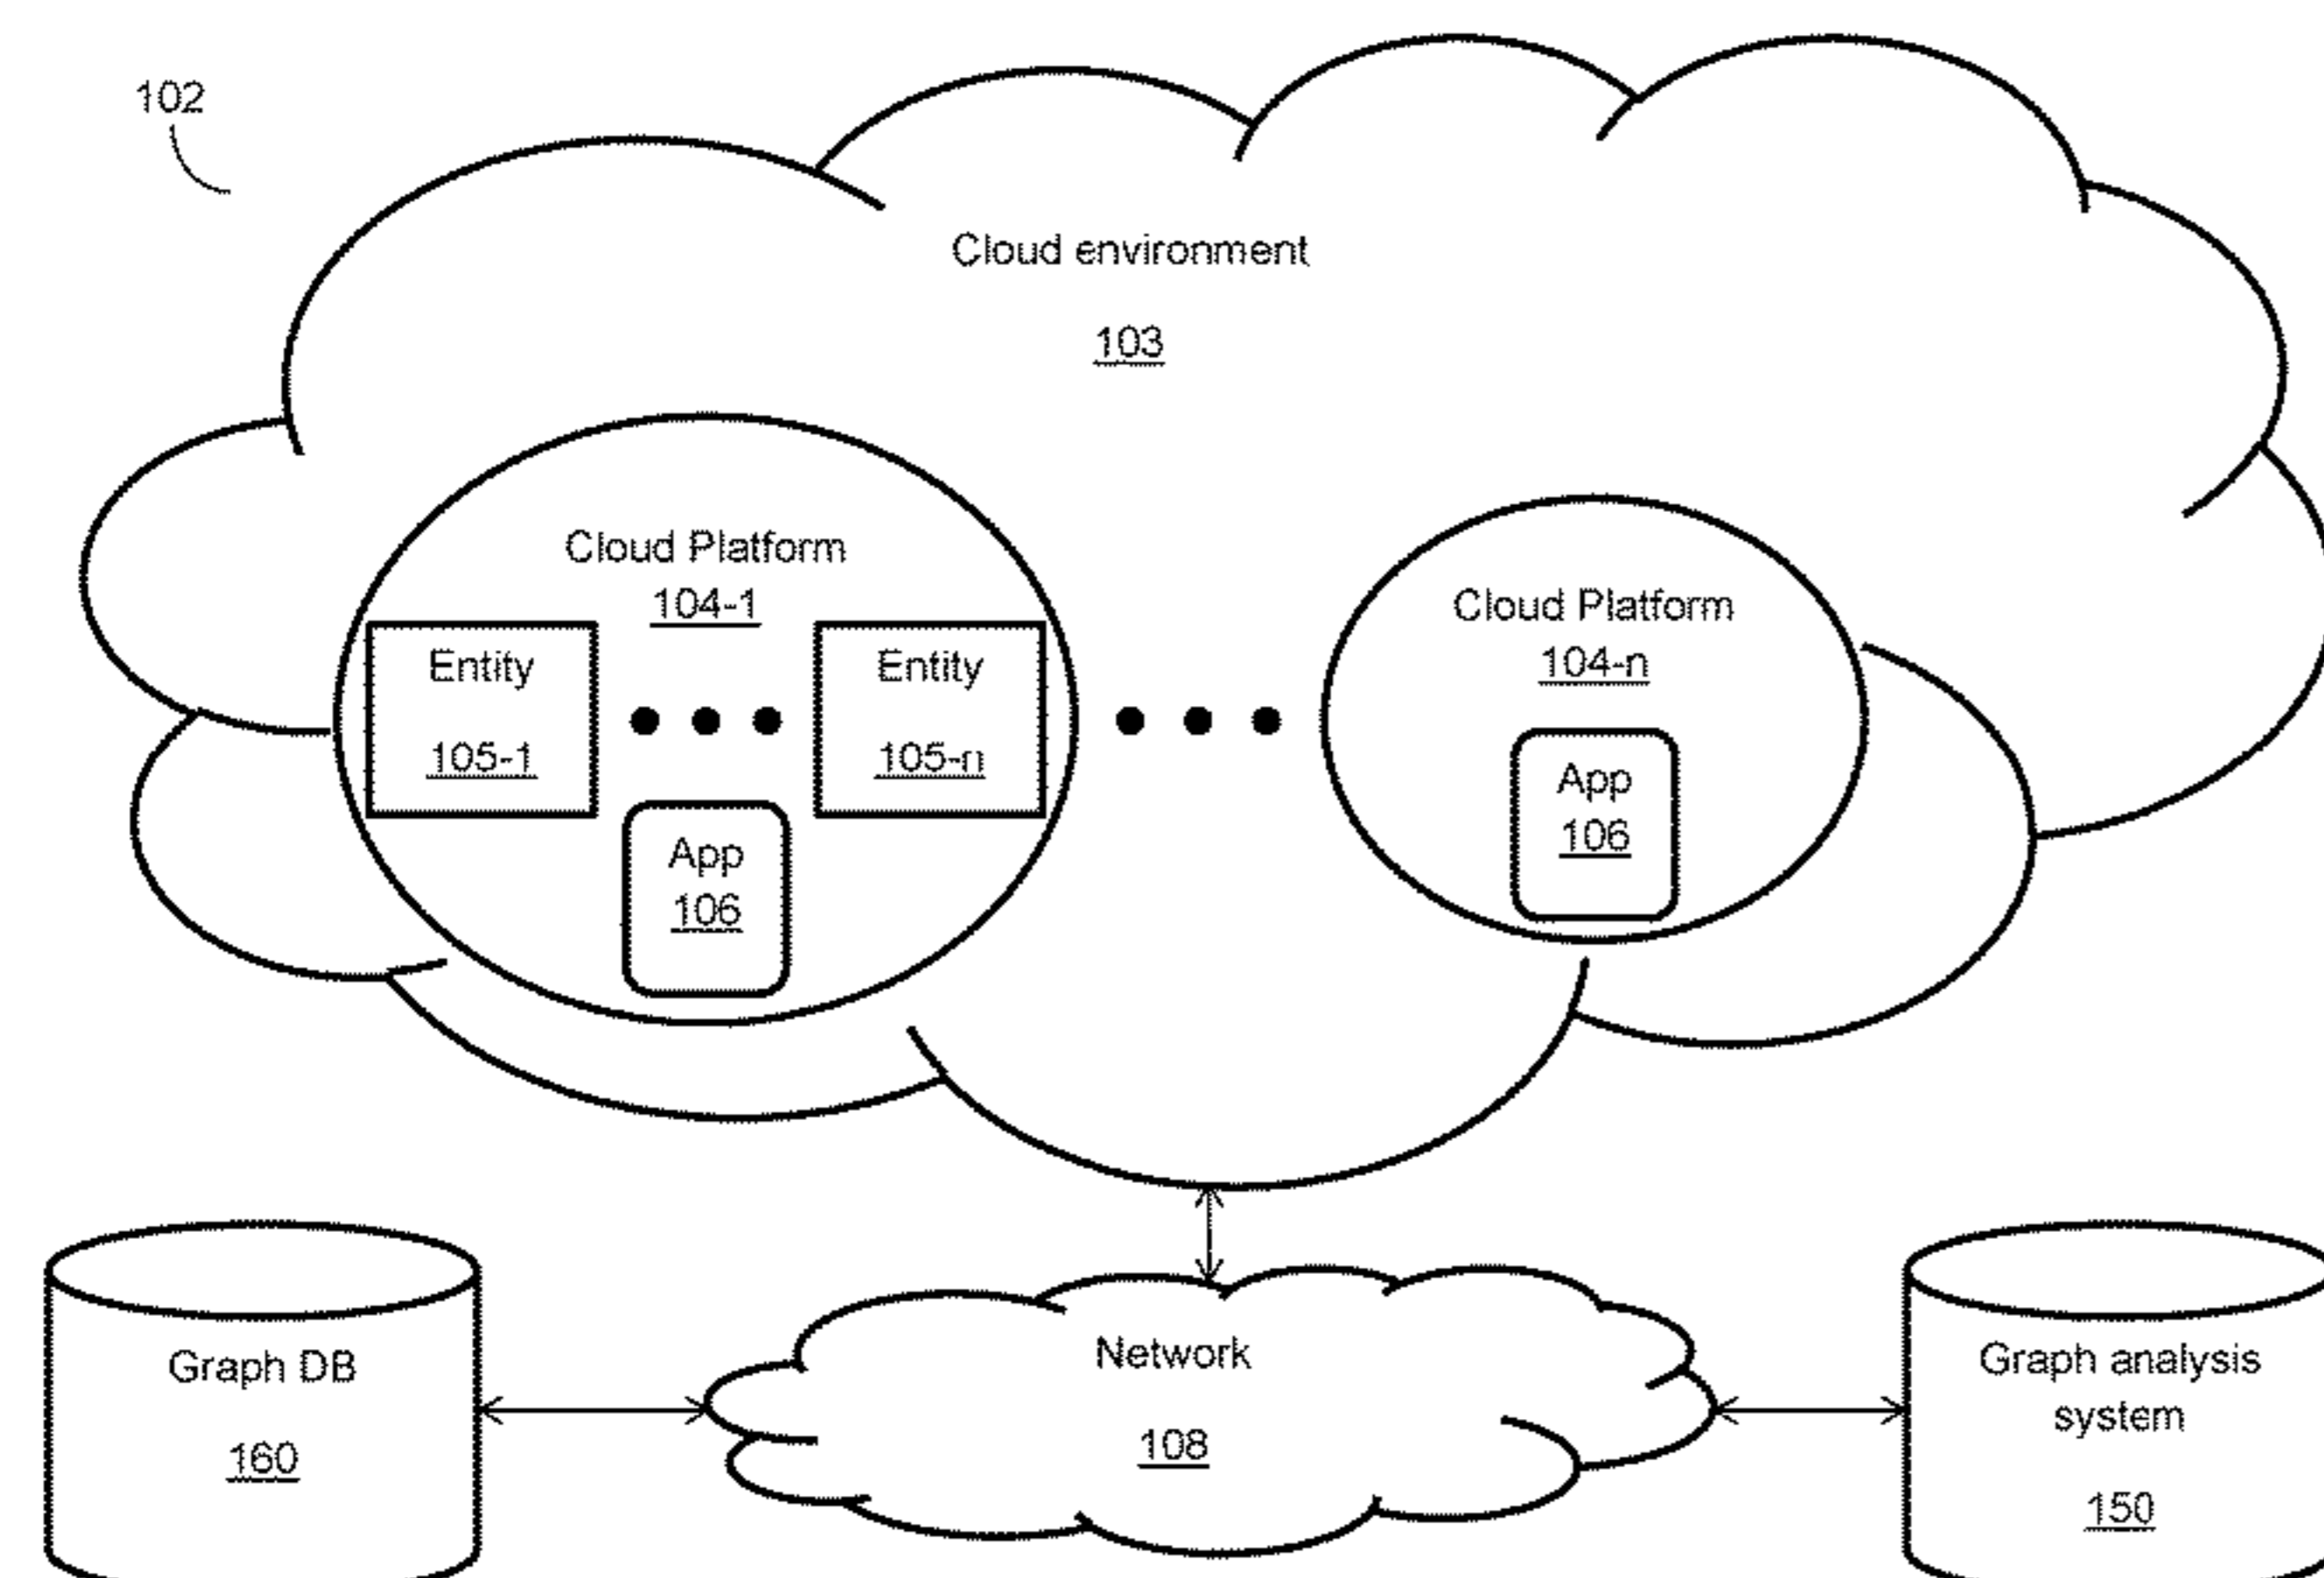 102
Cloud environment
103
Cloud Platform
104-1
Entity
105-1
Entity
105-n
App
106
Cloud Platform
104-n
App
106
Graph DB
160
Network
108
Graph analysis
system
150